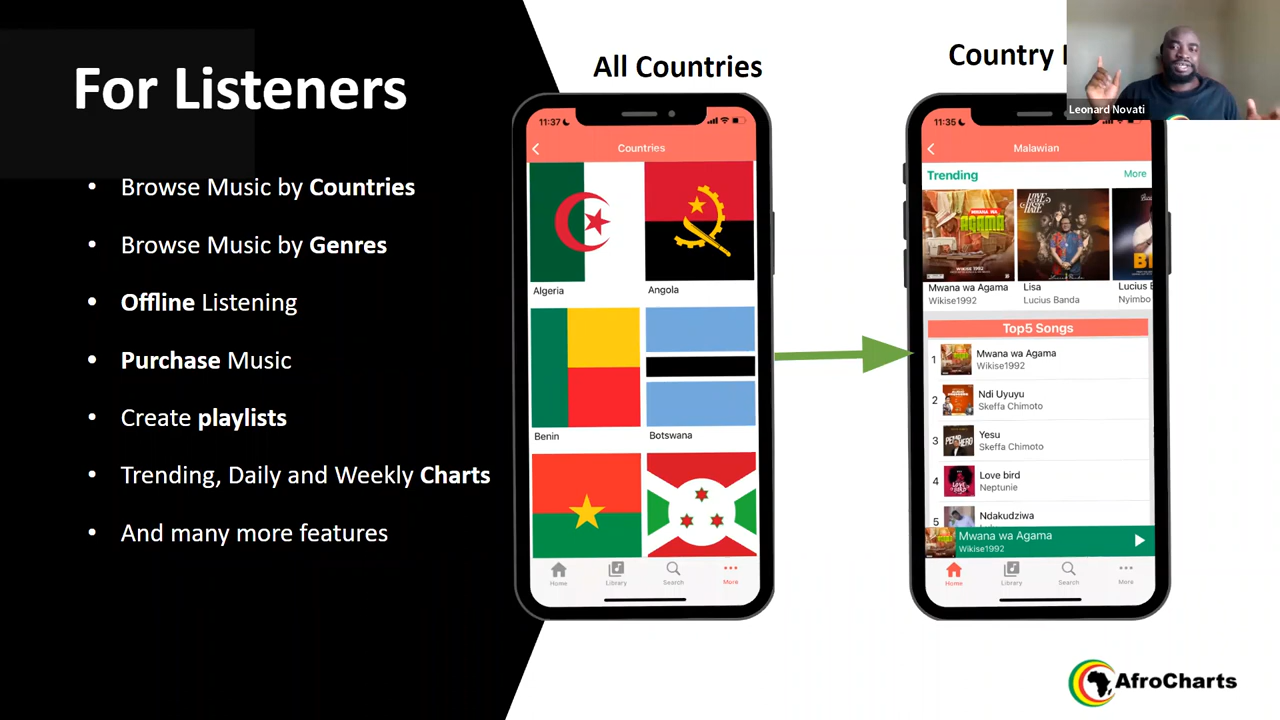 For Listeners
• Browse Music by Countries
• Browse Music by Genres
• Offline Listening
• Purchase Music
• Create playlists
• Trending, Daily and Weekly Charts
• And many more features
All Countries
11:37
Countries
Algeria
Angola
Benin
Botswana
Home
Library
Search
More
Country
Leonard Novati
11:35
Malawian
Trending
More
AGAMA
WIKISE 1992
Mwana wa Agama
Wikise1992
Lisa
Lucius Banda
Lucius B
Nyimbo
Top5 Songs
1
Mwana wa Agama
Wikise1992
2
Ndi Uyuyu
Skeffa Chimoto
3
Yesu
Skeffa Chimoto
4
Love bird
Neptunie
5
Ndakudziwa
Mwana wa Agama
Wikise1992
Home
Library
Search
More
AfroCharts